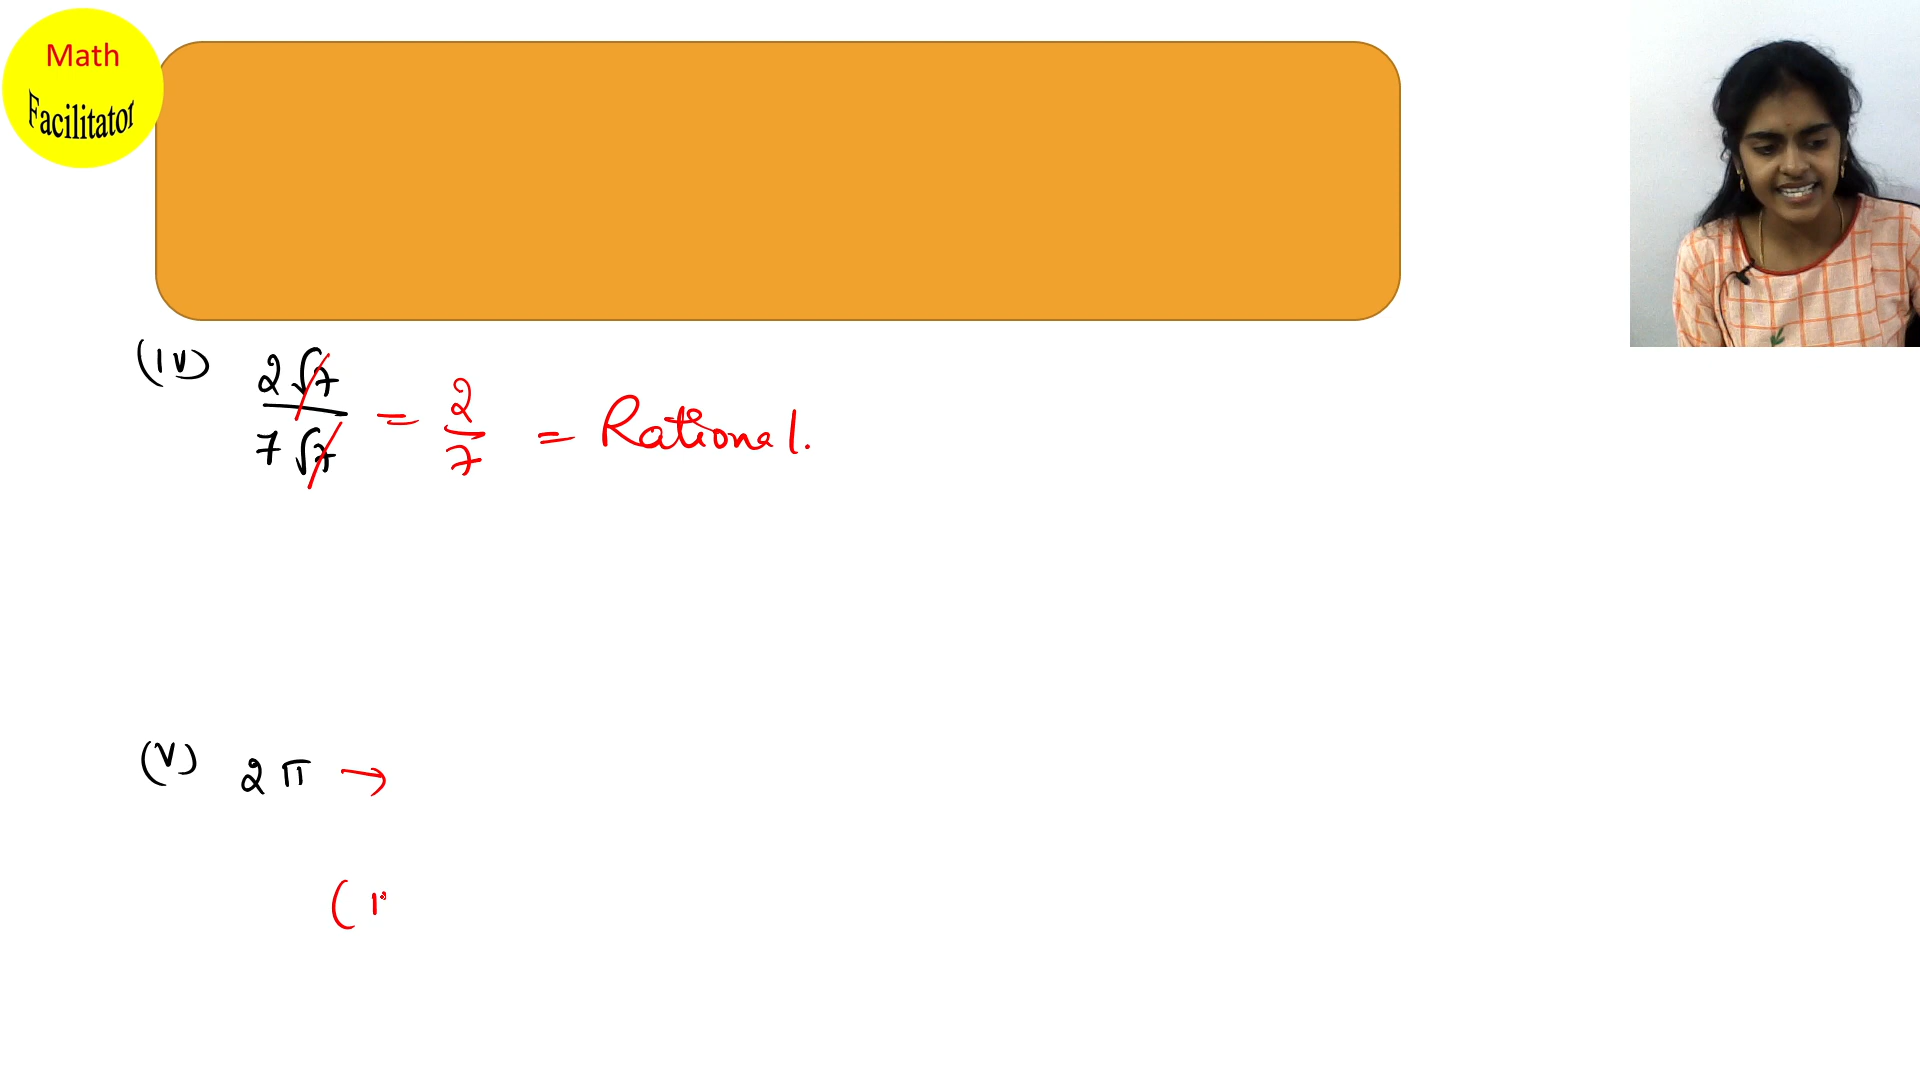 Math
Facilitator
(iv) 2√7 / 7√7 = 2/7 = Rational.
(v) 2π →
(